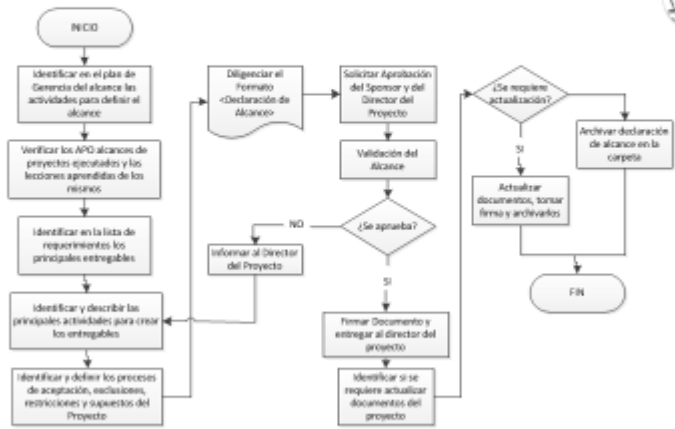 INICIO
Identificar en el plan de
Gerencia del alcance las
actividades para definir el
alcance
Verificar los APO alcances de
proyectos ejecutados y las
lecciones aprendidas de los
mismos
Identificar en la lista de
requerimientos los
principales entregables
Identificar y describir las
principales actividades para crear
los entregables
Identificar y definir los procesos
de aceptación, exclusiones,
restricciones y supuestos del
Proyecto
Diligenciar el
Formato
<Declaración de
Alcance>
Solicitar Aprobación
del Sponsor y del
Director del
Proyecto
Validación del
Alcance
¿Se aprueba?
NO
Informar al Director
del Proyecto
SI
Firmar Documento y
entregar al director del
proyecto
Identificar si se
requiere actualizar
documentos del
proyecto
¿Se requiere
actualización?
SI
Actualizar
documentos, tomar
firma y archivarlos
Archivar declaración
de alcance en la
carpeta
FIN